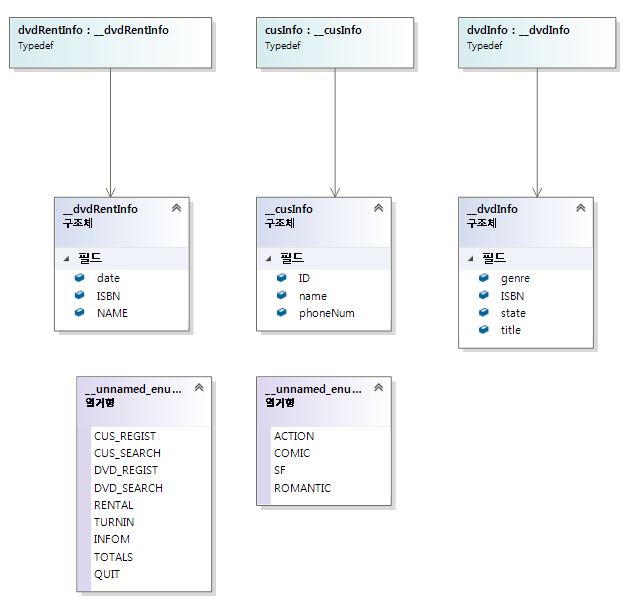 dvdRentInfo : __dvdRentInfo
Typedef
cusInfo : __cusInfo
Typedef
dvdInfo : __dvdInfo
Typedef
__dvdRentInfo
구조체
필드
date
ISBN
NAME
__cusInfo
구조체
필드
ID
name
phoneNum
__dvdInfo
구조체
필드
genre
ISBN
state
title
__unnamed_enu...
열거형
CUS_REGIST
CUS_SEARCH
DVD_REGIST
DVD_SEARCH
RENTAL
TURNIN
INFOM
TOTALS
QUIT
__unnamed_enu...
열거형
ACTION
COMIC
SF
ROMANTIC